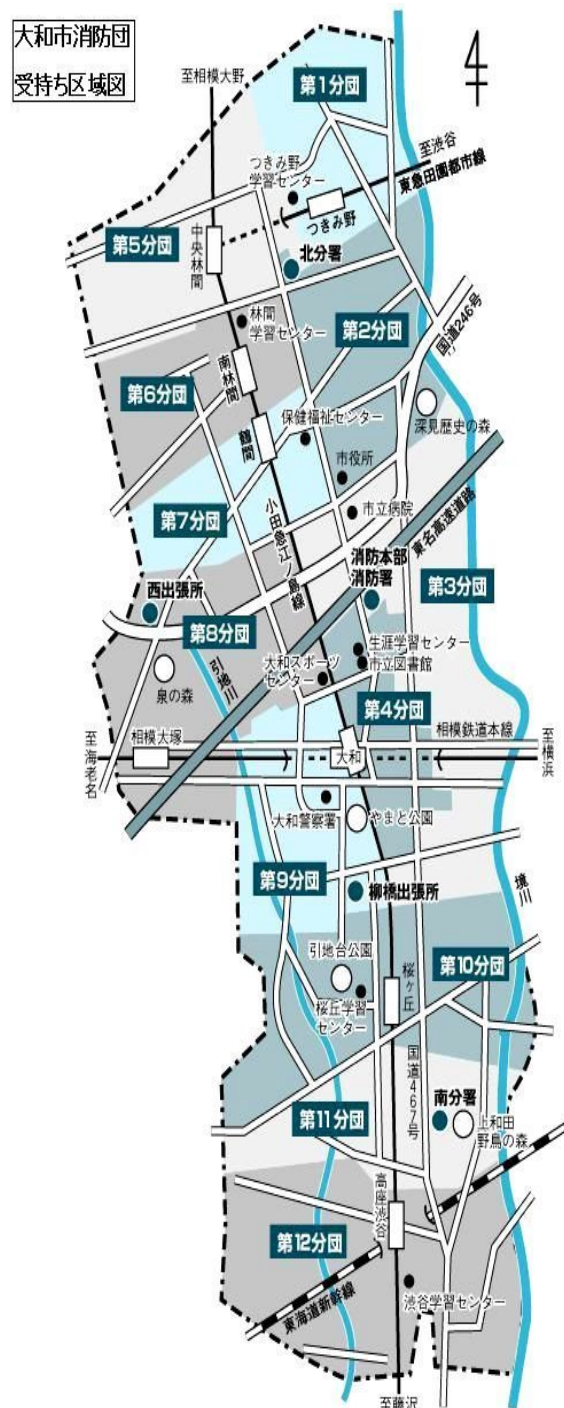 大和市消防団
受持ち区域図
至相模大野
第1分団
至渋谷
東急田園都市線
つきみ野
学習センター
つきみ野
第5分団
中央林間
北分署
林間
学習センター
第2分団
国道246号
南林間
第6分団
鶴間
保健福祉センター
深見歴史の森
市役所
第7分団
市立病院
小田急江ノ島線
東名高速道路
消防本部
消防署
西出張所
第3分団
第8分団
引地川
生涯学習センター
市立図書館
大和スポーツ
センター
泉の森
第4分団
至海老名
相模大塚
大和
相模鉄道本線
至横浜
大和警察署
やまと公園
第9分団
柳橋出張所
境川
引地台公園
第10分団
桜丘学習
センター
桜ヶ丘
国道467号
第11分団
南分署
上和田
野鳥の森
高座渋谷
第12分団
東海道新幹線
渋谷学習センター
至藤沢